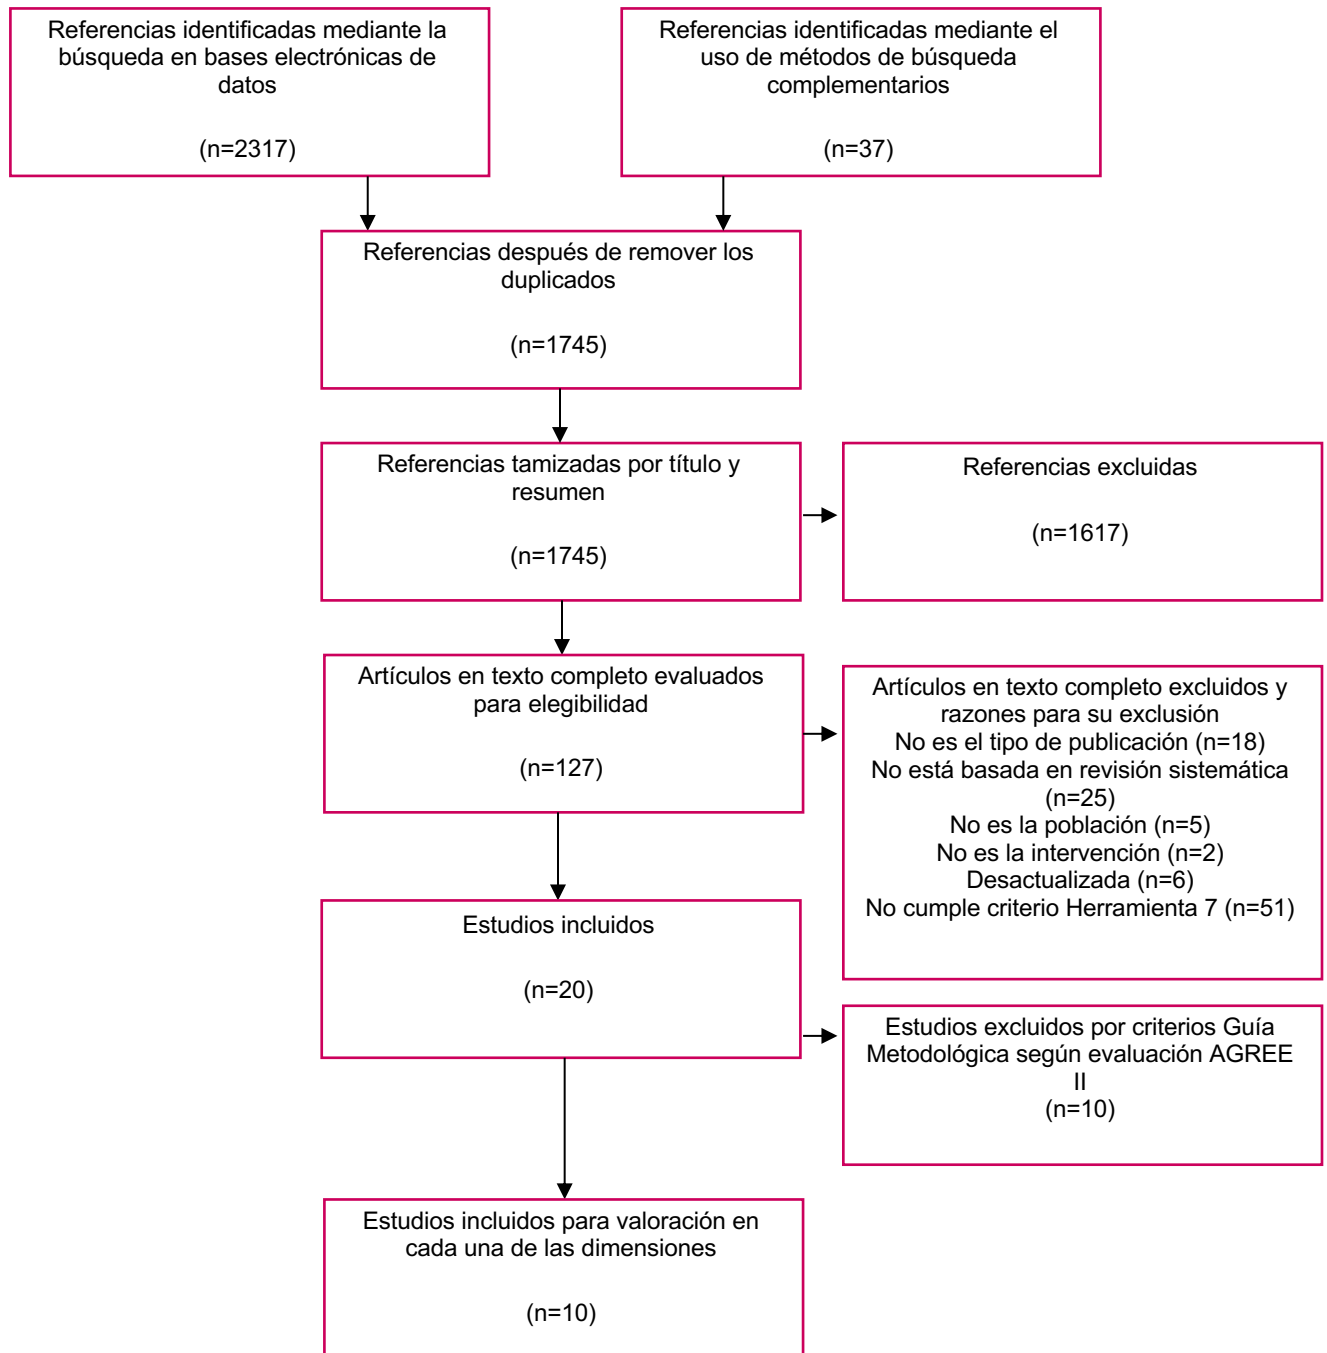 Referencias identificadas mediante la
búsqueda en bases electrónicas de
datos
(n=2317)
Referencias identificadas mediante el
uso de métodos de búsqueda
complementarios
(n=37)
Referencias después de remover los
duplicados
(n=1745)
Referencias tamizadas por título y
resumen
(n=1745)
Referencias excluidas
(n=1617)
Artículos en texto completo evaluados
para elegibilidad
(n=127)
Artículos en texto completo excluidos y
razones para su exclusión
No es el tipo de publicación (n=18)
No está basada en revisión sistemática
(n=25)
No es la población (n=5)
No es la intervención (n=2)
Desactualizada (n=6)
No cumple criterio Herramienta 7 (n=51)
Estudios incluidos
(n=20)
Estudios excluidos por criterios Guía
Metodológica según evaluación AGREE
II
(n=10)
Estudios incluidos para valoración en
cada una de las dimensiones
(n=10)